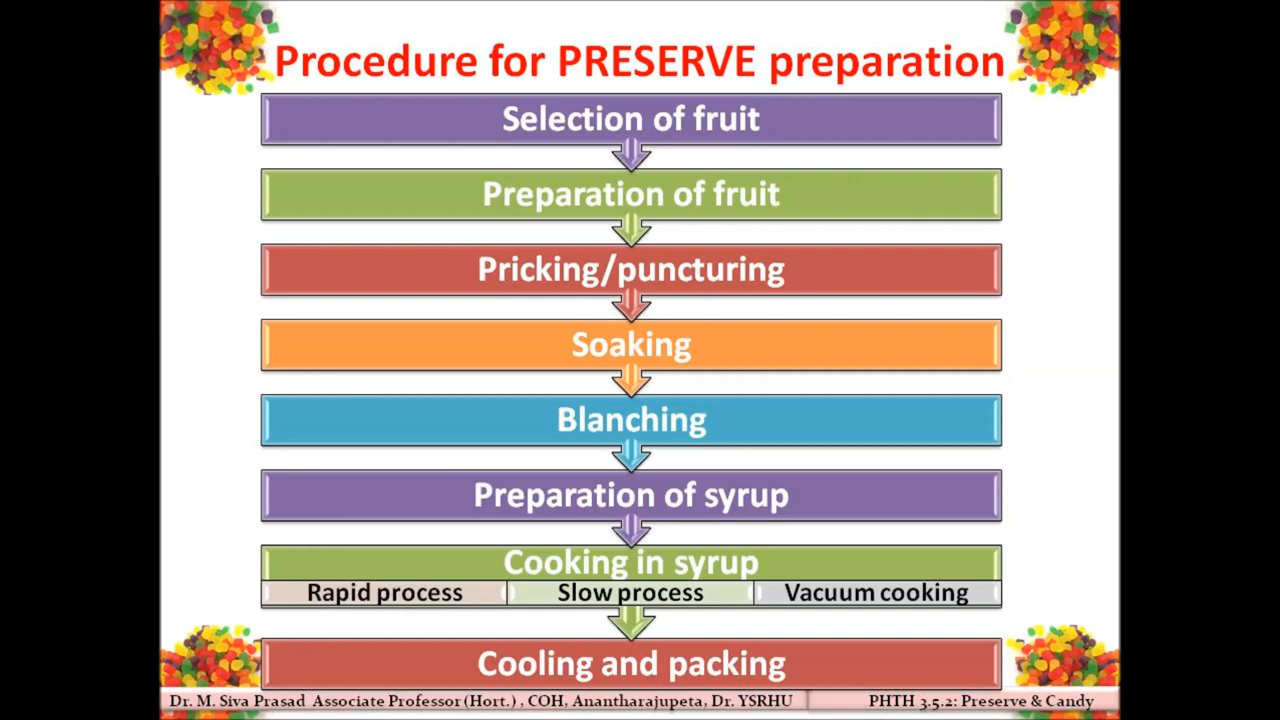 Procedure for PRESERVE preparation
Selection of fruit
Preparation of fruit
Pricking/puncturing
Soaking
Blanching
Preparation of syrup
Cooking in syrup
Rapid process Slow process Vacuum cooking
Cooling and packing
Dr. M. Siva Prasad Associate Professor (Hort.) , COH, Anantharajupeta, Dr. YSRHU PHTH 3.5.2: Preserve & Candy